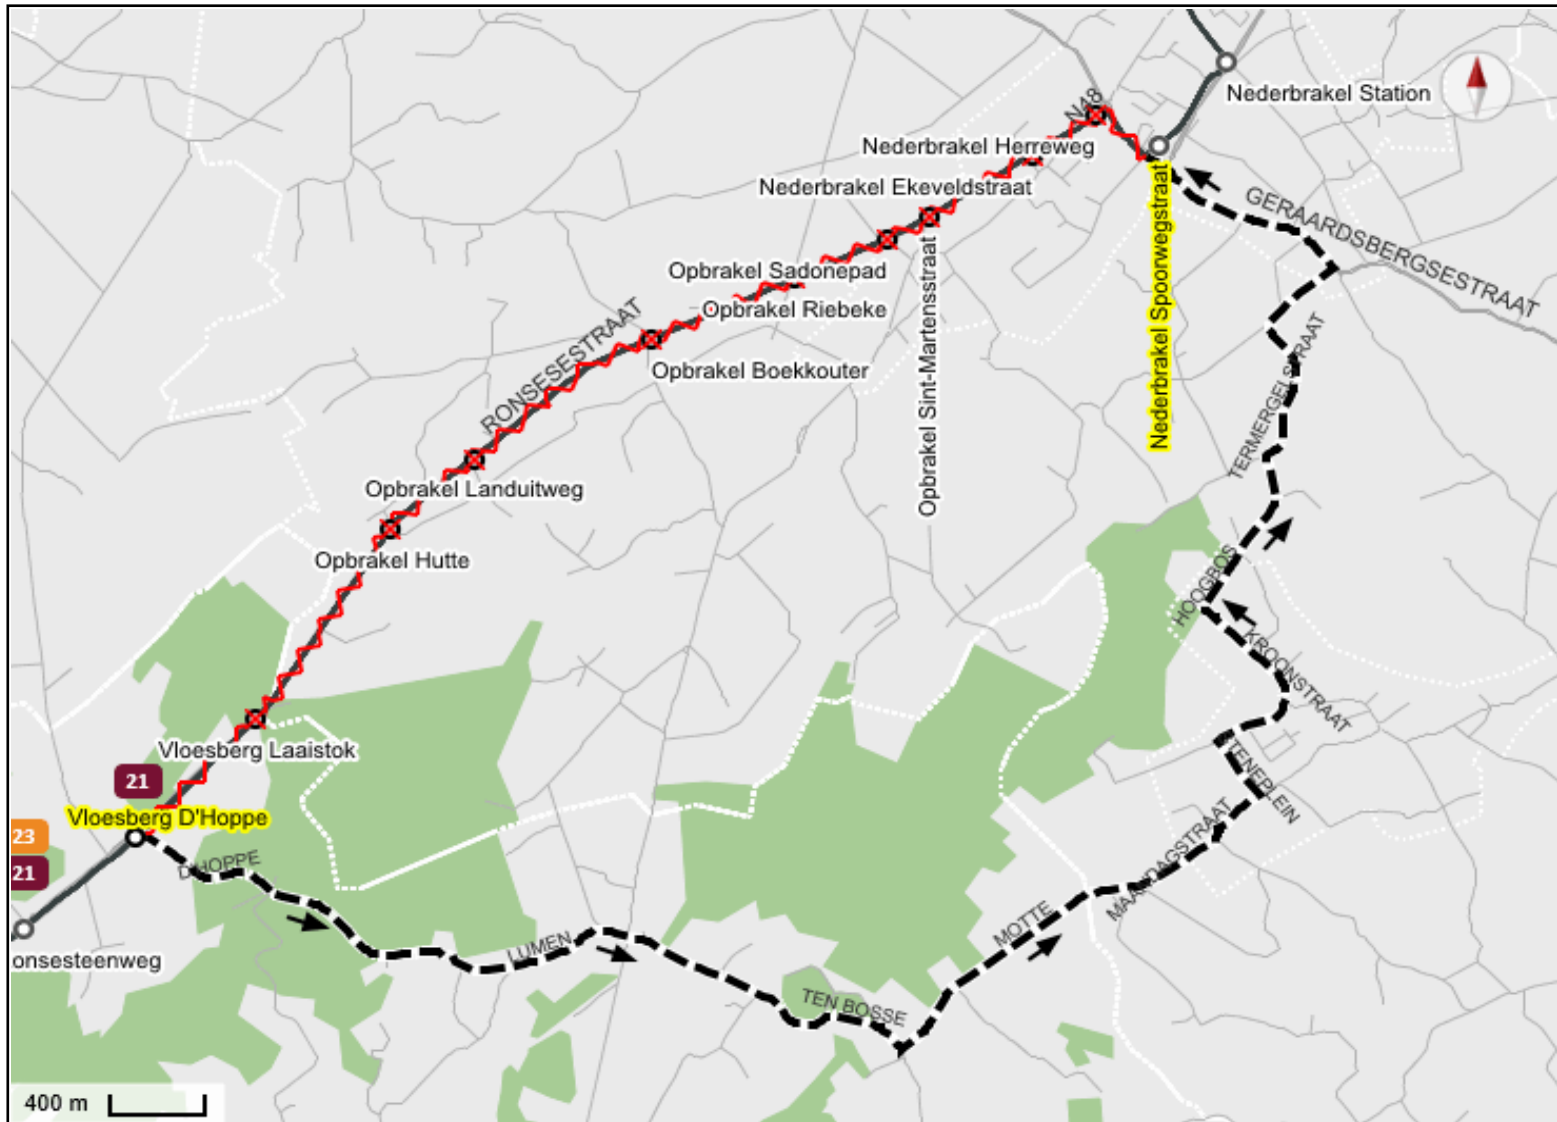 Nederbrakel Station
N48
Nederbrakel Herreweg
Nederbrakel Ekeveldstraat
GERAARDSBERGSESTRAAT
Nederbrakel Spoorwegstraat
Opbrakel Sint-Martensstraat
Opbrakel Sadonepad
Opbrakel Riebeke
RONSESESTRAAT
Opbrakel Boekkouter
TERMERGELSTRAAT
Opbrakel Landuitweg
Opbrakel Hutte
HOOGBOS
KROONSTRAAT
Vloesberg Laaistok
21
Vloesberg D'Hoppe
23
21
D'HOPPE
TENEPLEIN
MAANDAGSTRAAT
MOTTE
LUMEN
onsesteenweg
TEN BOSSE
400 m